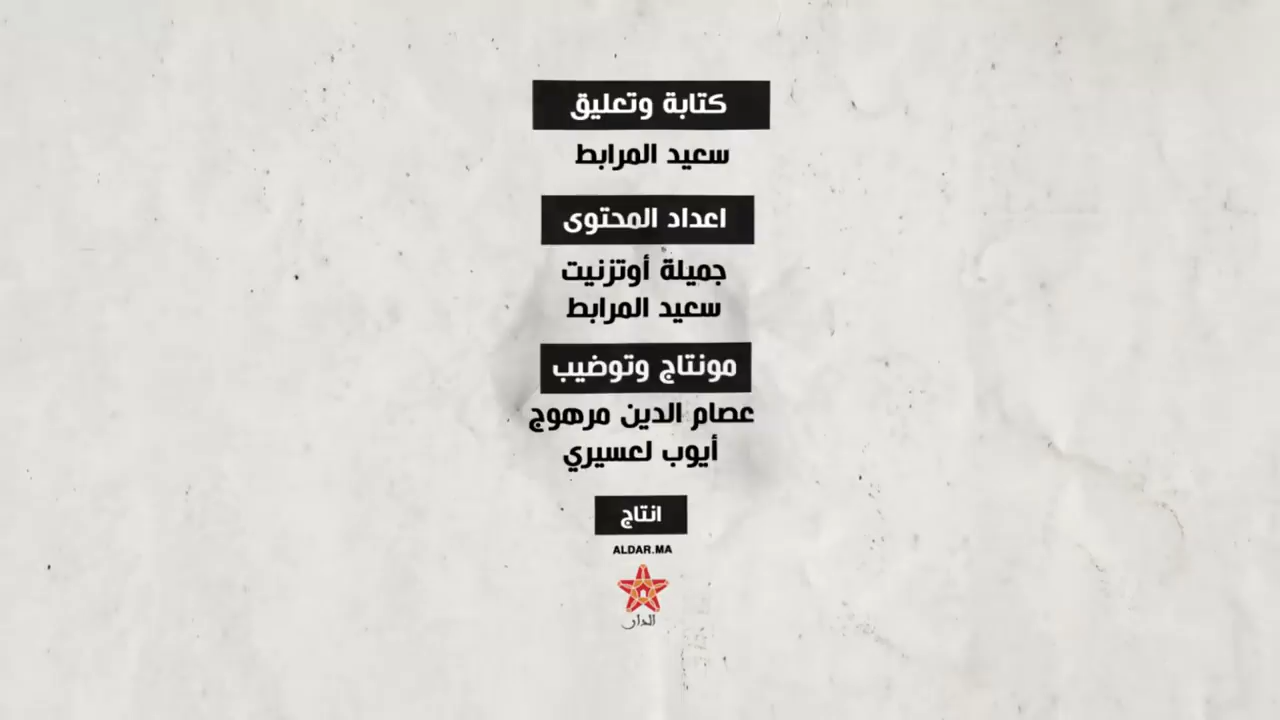 كتابة وتعليق
سعيد المرابط
اعداد المحتوى
جميلة أوتزنيت
سعيد المرابط
مونتاج وتوضيب
عصام الدين مرهوج
أيوب لعسيري
انتاج
ALDAR.MA
الدار